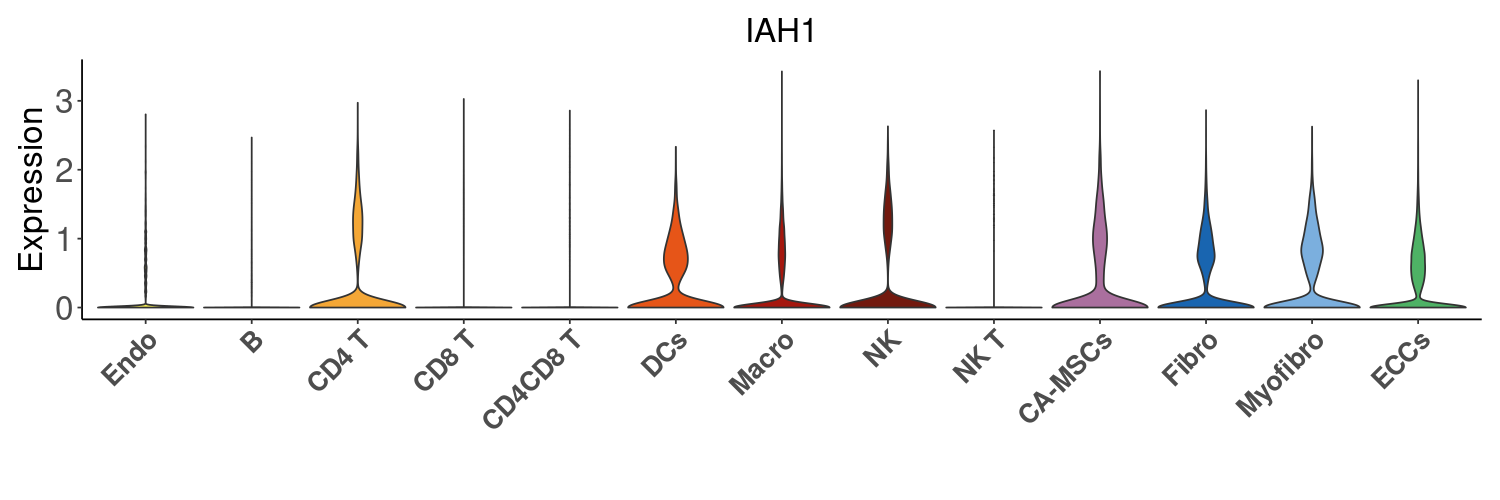 IAH1
Expression
3
2
1
0
Endo
B
CD4 T
CD8 T
CD4CD8 T
DCs
Macro
NK
NK T
CA-MSCs
Fibro
Myofibro
ECCs